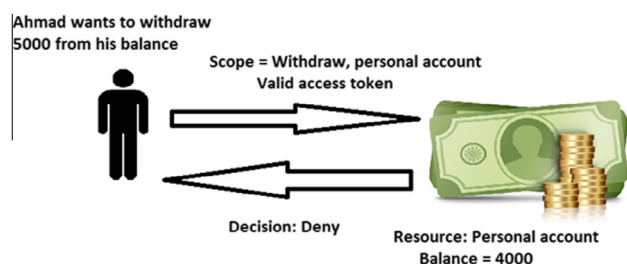 Ahmad wants to withdraw
5000 from his balance
Scope = Withdraw, personal account
Valid access token
Decision: Deny
Resource: Personal account
Balance = 4000